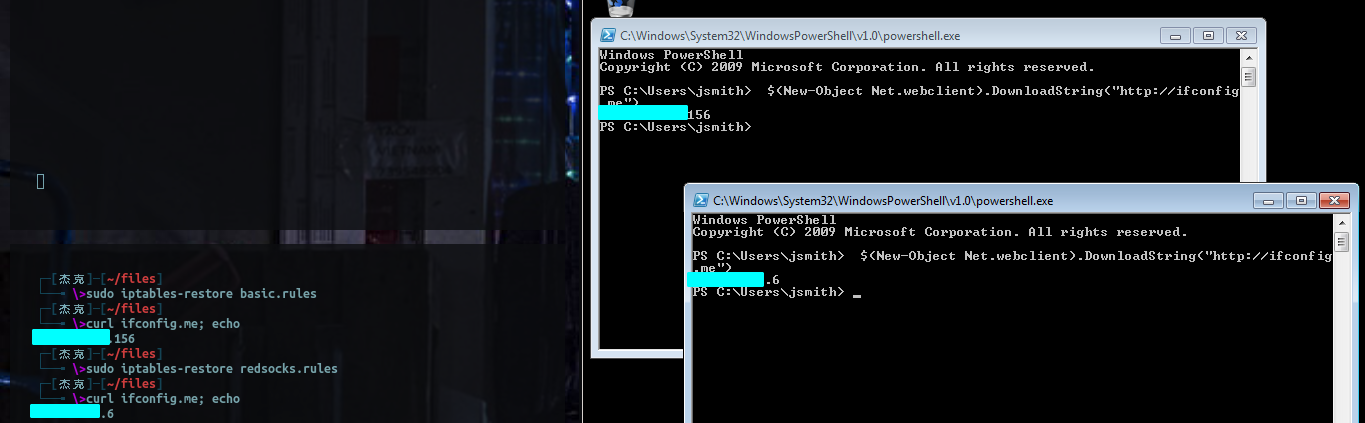 ┌─[杰克]─[~/files]
└──╼ \>sudo iptables-restore basic.rules
┌─[杰克]─[~/files]
└──╼ \>curl ifconfig.me; echo
.156
┌─[杰克]─[~/files]
└──╼ \>sudo iptables-restore redsocks.rules
┌─[杰克]─[~/files]
└──╼ \>curl ifconfig.me; echo
.6
C:\Windows\System32\WindowsPowerShell\v1.0\powershell.exe
Windows PowerShell
Copyright (C) 2009 Microsoft Corporation. All rights reserved.
PS C:\Users\jsmith>  $(New-Object Net.webclient).DownloadString("http://ifconfig
.me")
156
PS C:\Users\jsmith>
C:\Windows\System32\WindowsPowerShell\v1.0\powershell.exe
Windows PowerShell
Copyright (C) 2009 Microsoft Corporation. All rights reserved.
PS C:\Users\jsmith>  $(New-Object Net.webclient).DownloadString("http://ifconfig
.me")
.6
PS C:\Users\jsmith> _